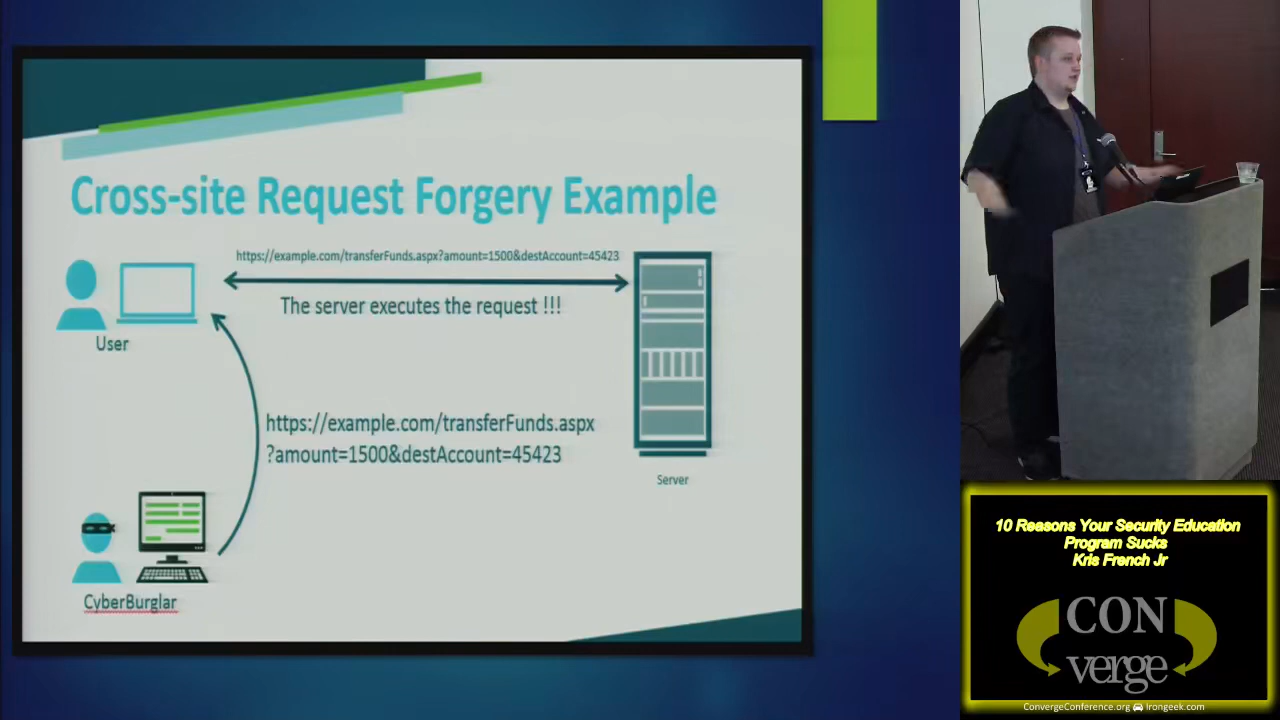 Cross-site Request Forgery Example
https://example.com/transferFunds.aspx?amount=1500&destAccount=45423
The server executes the request !!!
User
https://example.com/transferFunds.aspx
?amount=1500&destAccount=45423
Server
CyberBurglar
10 Reasons Your Security Education
Program Sucks
Kris French Jr
CON
verge
ConvergeConference.org Irongeek.com